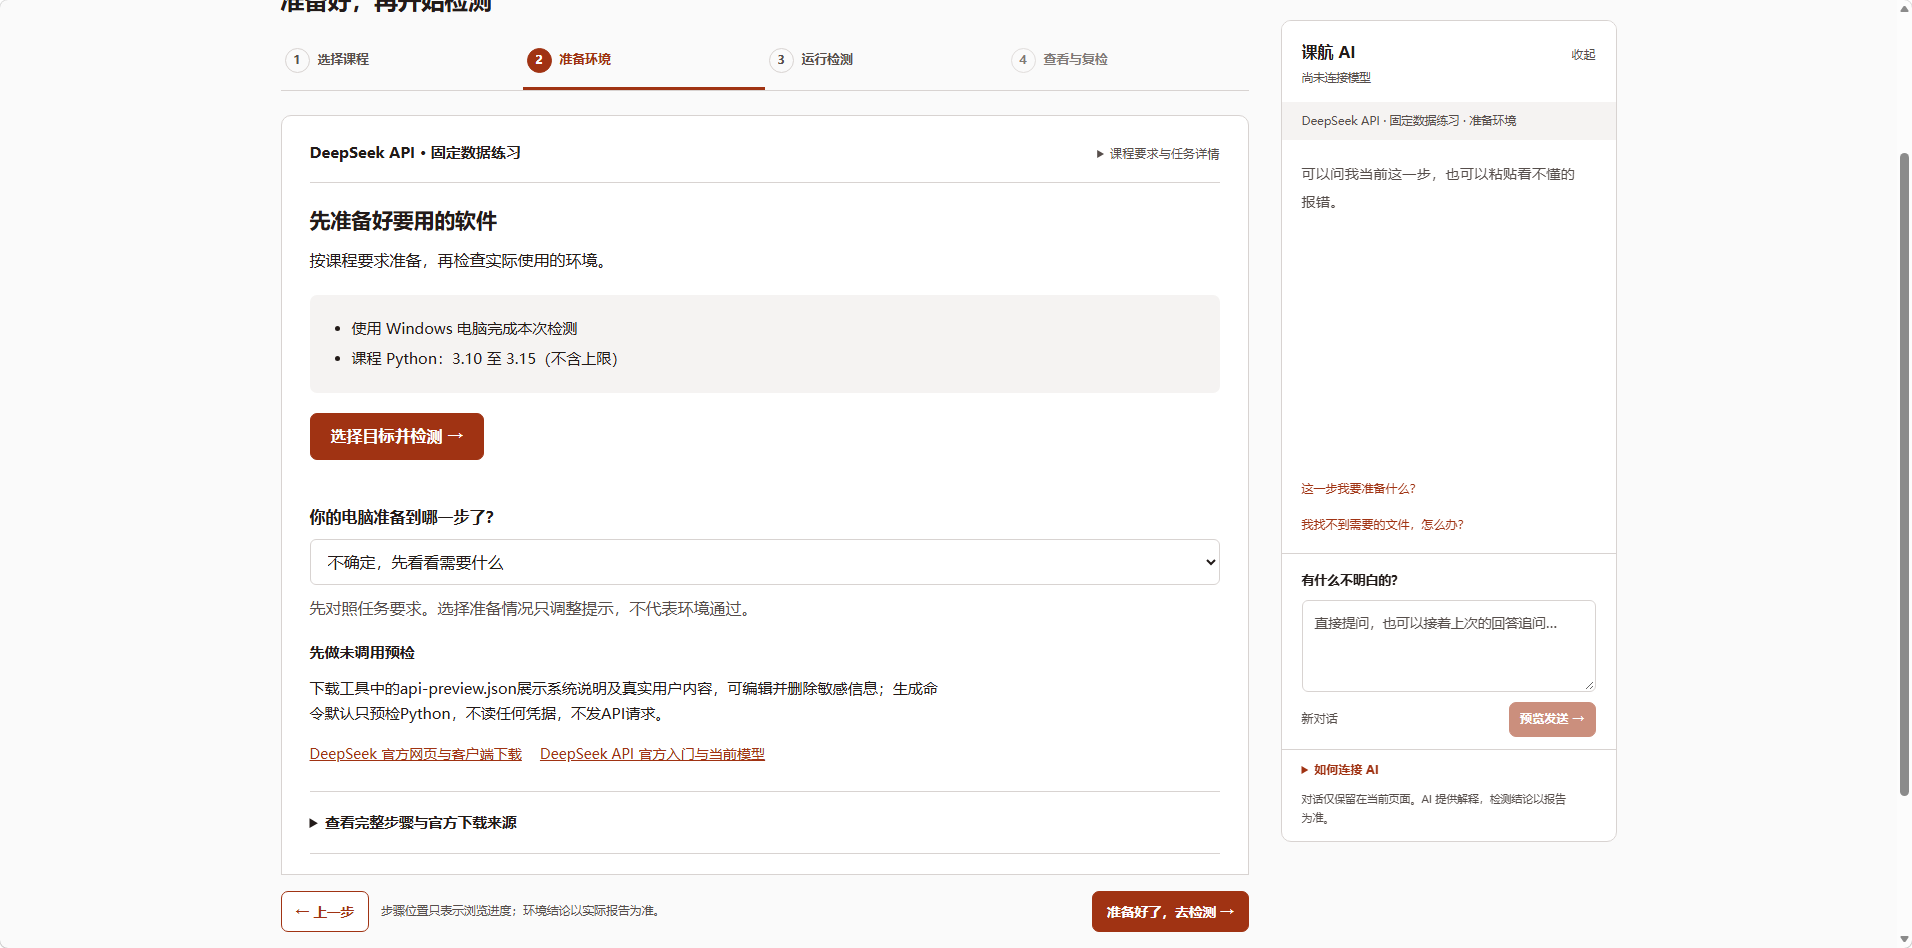 准备好，再开始检测
1 选择课程
2 准备环境
3 运行检测
4 查看与复检
DeepSeek API • 固定数据练习
▶ 课程要求与任务详情
先准备好要用的软件
按课程要求准备，再检查实际使用的环境。
• 使用 Windows 电脑完成本次检测
• 课程 Python：3.10 至 3.15（不含上限）
选择目标并检测 →
你的电脑准备到哪一步了？
不确定，先看看需要什么
先对照任务要求。选择准备情况只调整提示，不代表环境通过。
先做未调用预检
下载工具中的api-preview.json展示系统说明及真实用户内容，可编辑并删除敏感信息；生成命
令默认只预检Python，不读任何凭据，不发API请求。
DeepSeek 官方网页与客户端下载 DeepSeek API 官方入门与当前模型
▶ 查看完整步骤与官方下载来源
← 上一步
步骤位置只表示浏览进度；环境结论以实际报告为准。
准备好了，去检测 →
课航 AI
收起
尚未连接模型
DeepSeek API · 固定数据练习 · 准备环境
可以问我当前这一步，也可以粘贴看不懂的
报错。
这一步我要准备什么？
我找不到需要的文件，怎么办？
有什么不明白的？
直接提问，也可以接着上次的回答追问...
新对话
预览发送 →
▶ 如何连接 AI
对话仅保留在当前页面。AI 提供解释，检测结论以报告
为准。